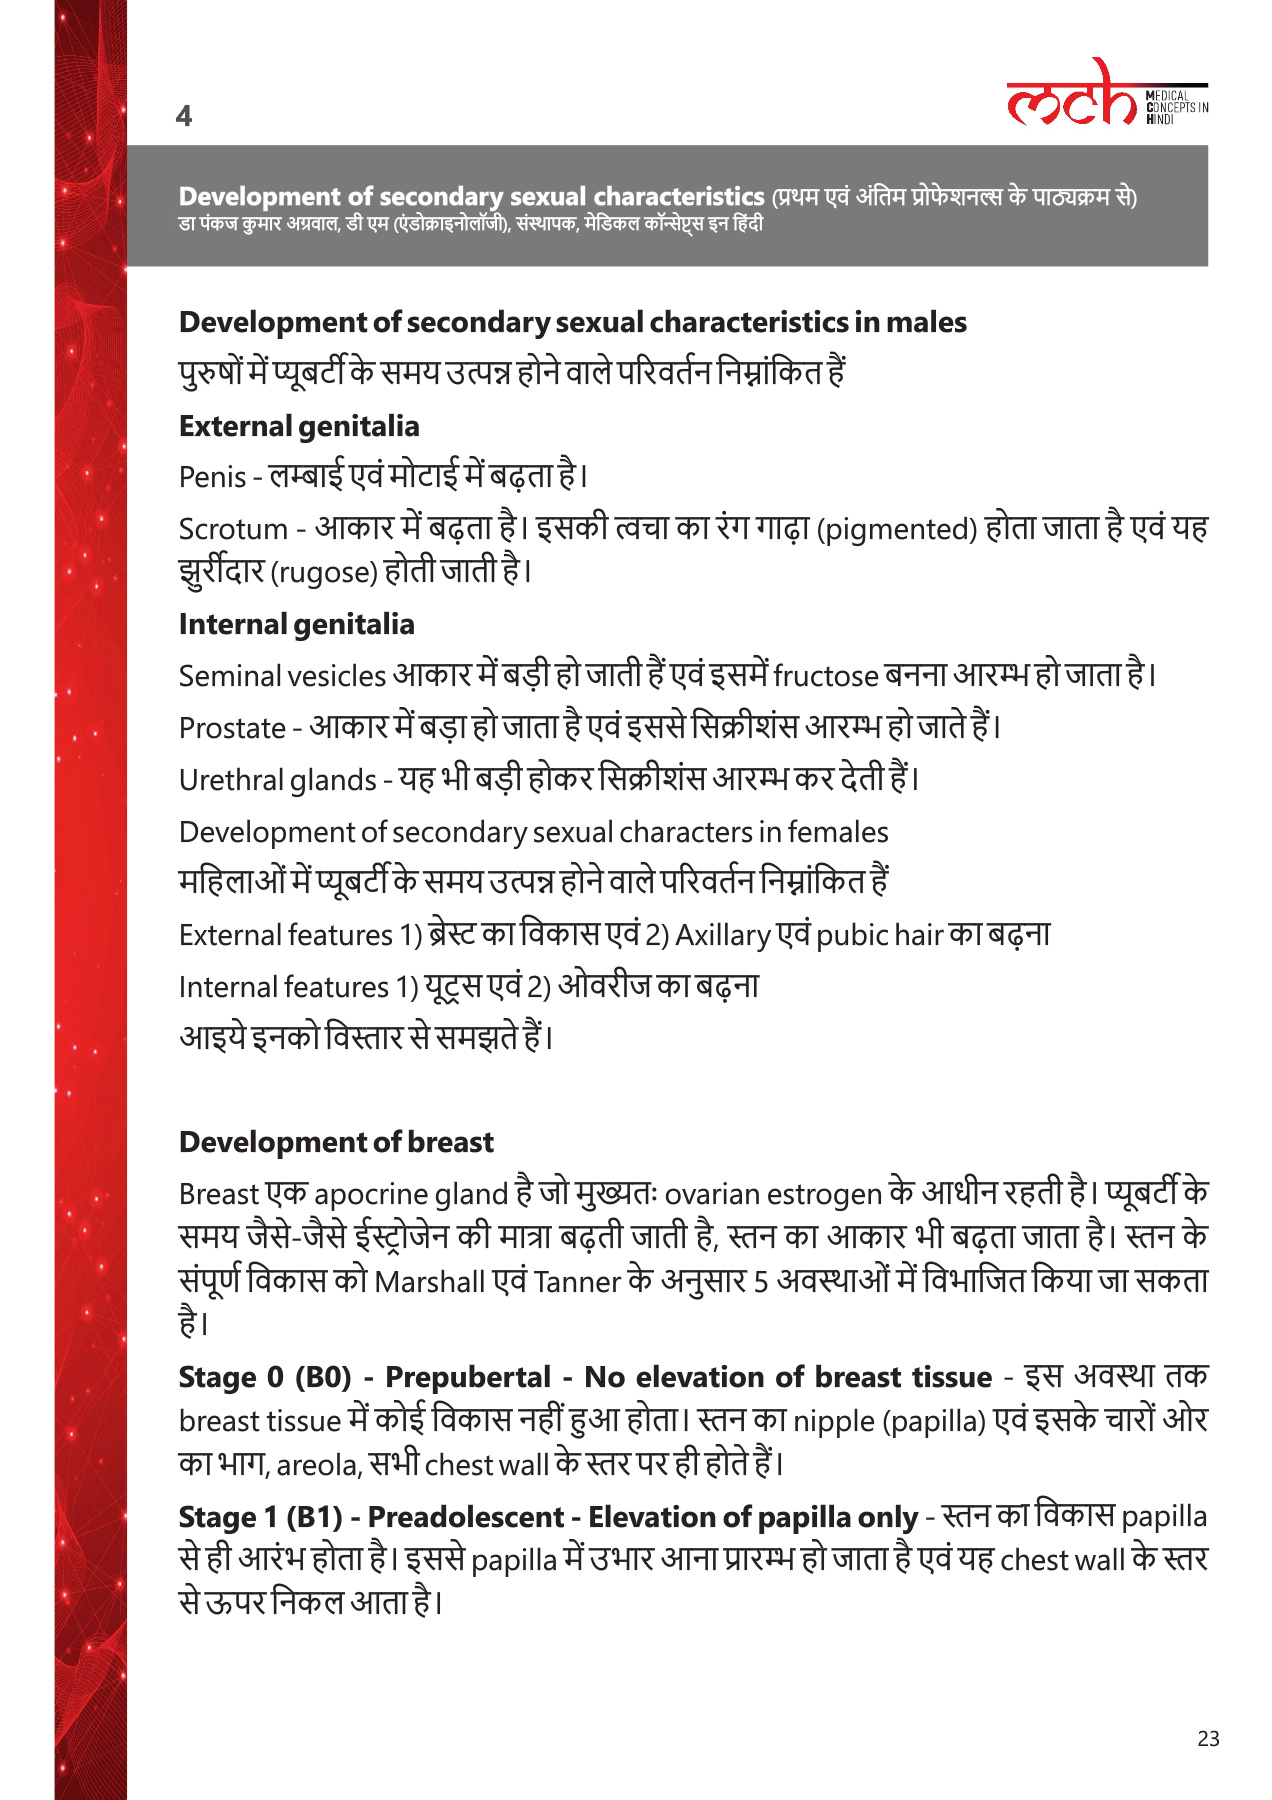 4
mch
MEDICAL
CONCEPTS IN
HINDI
Development of secondary sexual characteristics (प्रथम एवं अंतिम प्रोफेशनल्स के पाठ्यक्रम से)
डा पंकज कुमार अग्रवाल, डी एम (एंडोक्राइनोलॉजी), संस्थापक, मेडिकल कॉन्सेप्ट्स इन हिंदी
Development of secondary sexual characteristics in males
पुरुषों में प्यूबर्टी के समय उत्पन्न होने वाले परिवर्तन निम्नांकित हैं
External genitalia
Penis - लम्बाई एवं मोटाई में बढ़ता है।
Scrotum - आकार में बढ़ता है। इसकी त्वचा का रंग गाढ़ा (pigmented) होता जाता है एवं यह
झुर्रीदार (rugose) होती जाती है।
Internal genitalia
Seminal vesicles आकार में बड़ी हो जाती हैं एवं इसमें fructose बनना आरम्भ हो जाता है।
Prostate - आकार में बड़ा हो जाता है एवं इससे सिक्रीशंस आरम्भ हो जाते हैं।
Urethral glands - यह भी बड़ी होकर सिक्रीशंस आरम्भ कर देती हैं।
Development of secondary sexual characters in females
महिलाओं में प्यूबर्टी के समय उत्पन्न होने वाले परिवर्तन निम्नांकित हैं
External features 1) ब्रेस्ट का विकास एवं 2) Axillary एवं pubic hair का बढ़ना
Internal features 1) यूट्रस एवं 2) ओवरीज का बढ़ना
आइये इनको विस्तार से समझते हैं।
Development of breast
Breast एक apocrine gland है जो मुख्यतः ovarian estrogen के आधीन रहती है। प्यूबर्टी के
समय जैसे-जैसे ईस्ट्रोजेन की मात्रा बढ़ती जाती है, स्तन का आकार भी बढ़ता जाता है। स्तन के
संपूर्ण विकास को Marshall एवं Tanner के अनुसार 5 अवस्थाओं में विभाजित किया जा सकता
है।
Stage 0 (B0) - Prepubertal - No elevation of breast tissue - इस अवस्था तक
breast tissue में कोई विकास नहीं हुआ होता। स्तन का nipple (papilla) एवं इसके चारों ओर
का भाग, areola, सभी chest wall के स्तर पर ही होते हैं।
Stage 1 (B1) - Preadolescent - Elevation of papilla only - स्तन का विकास papilla
से ही आरंभ होता है। इससे papilla में उभार आना प्रारम्भ हो जाता है एवं यह chest wall के स्तर
से ऊपर निकल आता है।
23